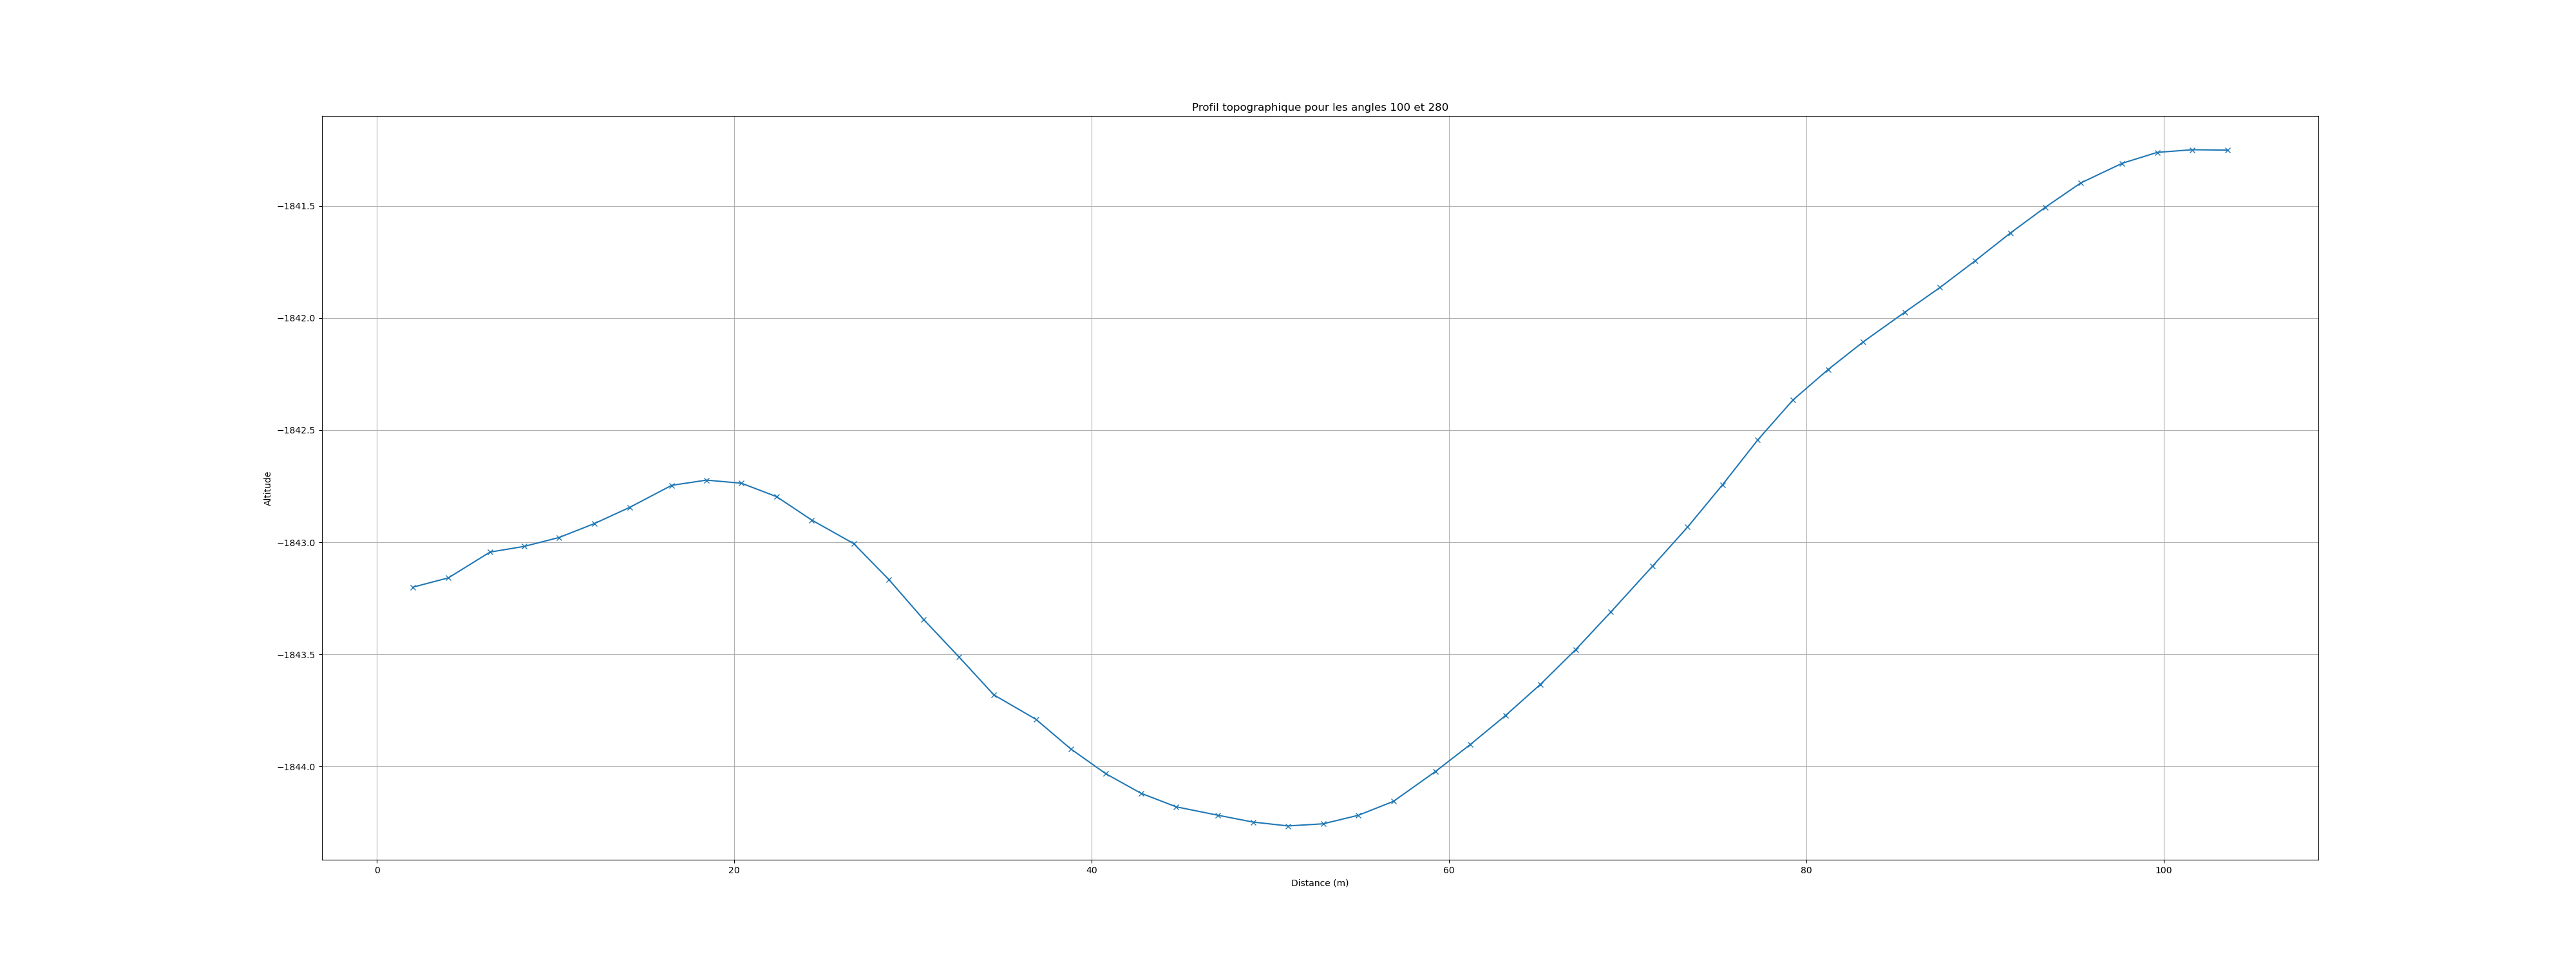 Profil topographique pour les angles 100 et 280
Altitude
−1841.5
−1842.0
−1842.5
−1843.0
−1843.5
−1844.0
0 20 40 60 80 100
Distance (m)